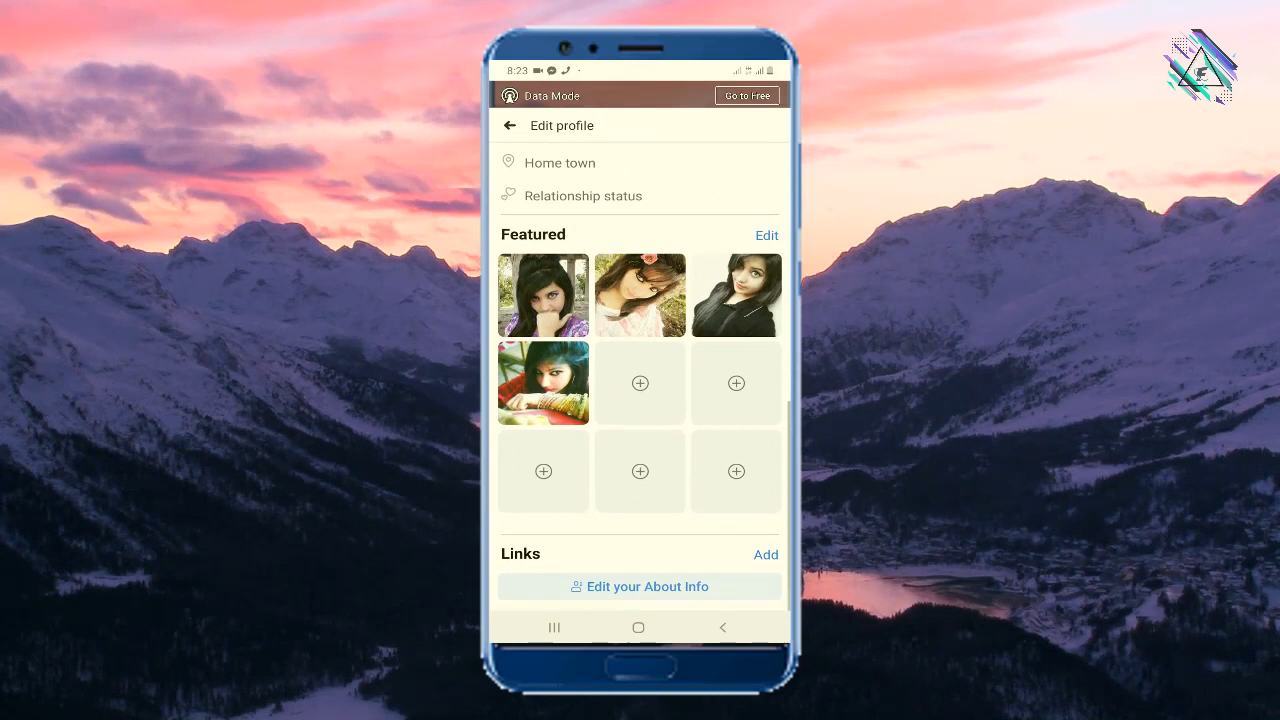 8:23
Data Mode
Go to Free
Edit profile
Home town
Relationship status
Featured
Edit
Links
Add
Edit your About Info